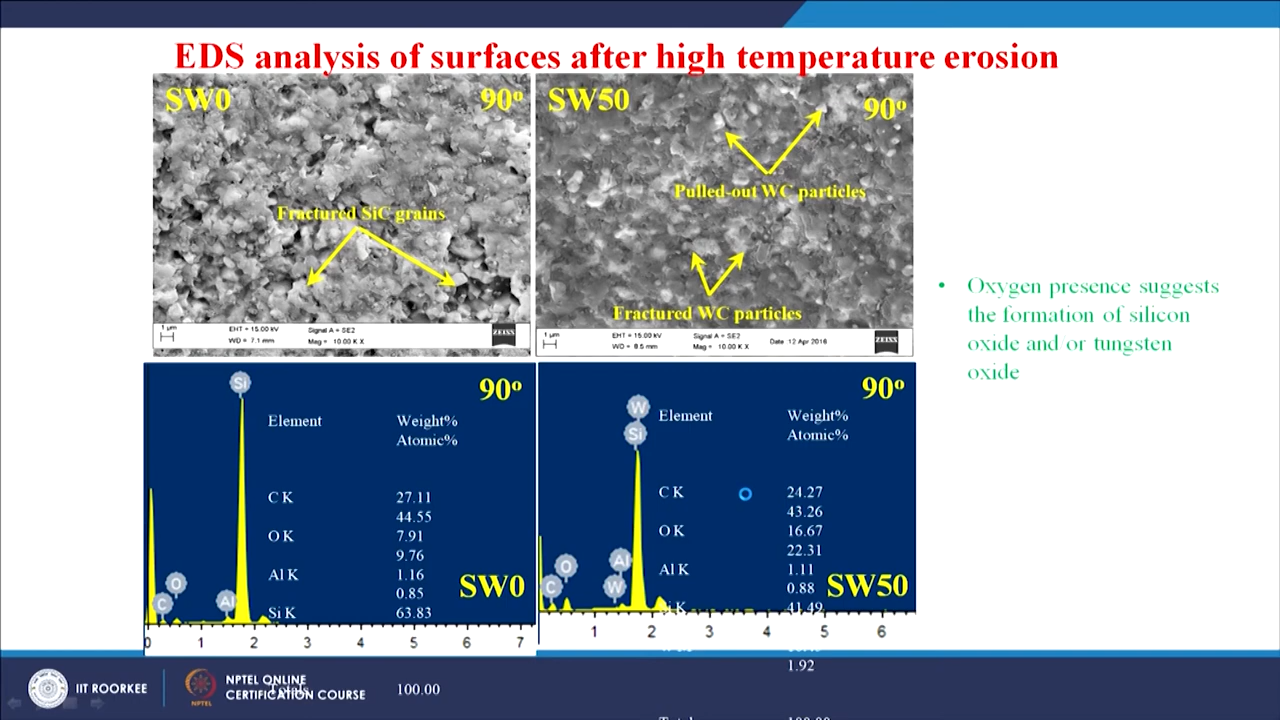 EDS analysis of surfaces after high temperature erosion
SW0
90º
Fractured SiC grains
1 µm
EHT = 15.00 kV
WD = 7.1 mm
Signal A = SE2
Mag = 10.00 K X
ZEISS
SW50
90º
Pulled-out WC particles
Fractured WC particles
1 µm
EHT = 15.00 kV
WD = 8.5 mm
Signal A = SE2
Mag = 10.00 K X
Date :12 Apr 2016
ZEISS
• Oxygen presence suggests
the formation of silicon
oxide and or tungsten
oxide
90º
Si
Element Weight%
Atomic%
C K 27.11
44.55
O K 7.91
9.76
Al K 1.16
0.85
Si K 63.83
C
O
Al
SW0
0 1 2 3 4 5 6 7
Totals 100.00
90º
W
Si
Element Weight%
Atomic%
C K 24.27
43.26
O K 16.67
22.31
Al K 1.11
0.88
Si K 41.49
1.92
C
O
Al
W
SW50
1 2 3 4 5 6
IIT ROORKEE
NPTEL
NPTEL ONLINE
CERTIFICATION COURSE